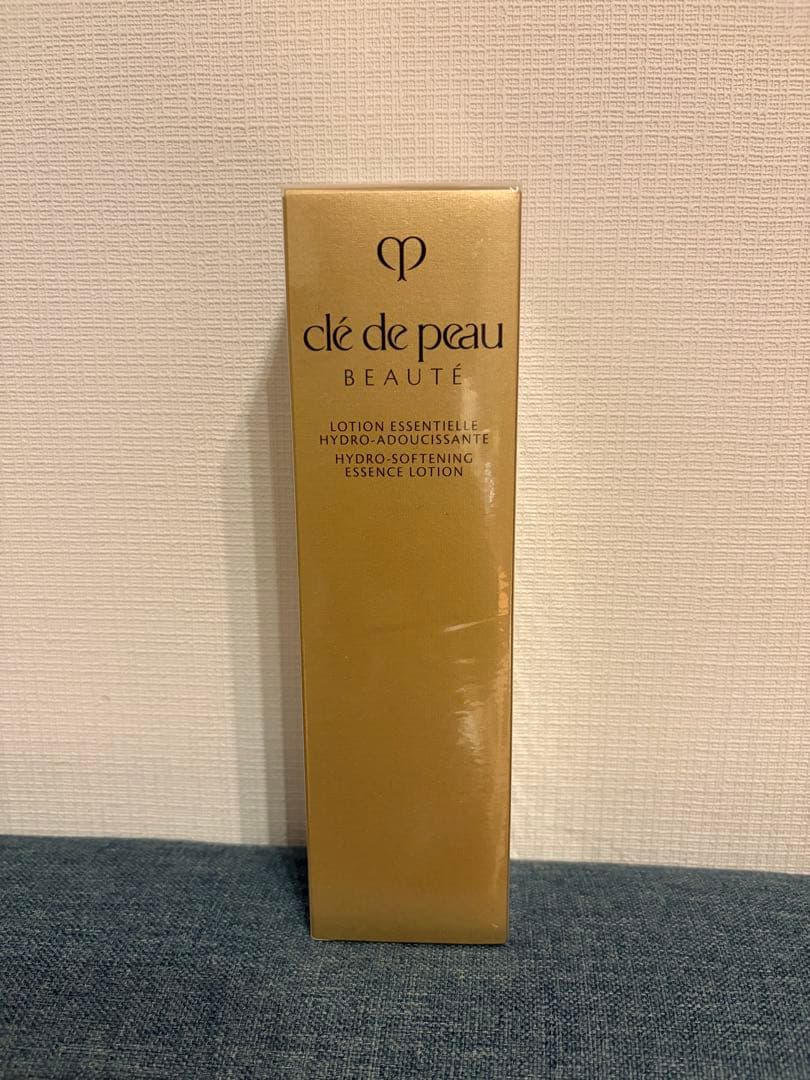 clé de peau
BEAUTÉ
LOTION ESSENTIELLE
HYDRO-ADOUCISSANTE
HYDRO-SOFTENING
ESSENCE LOTION